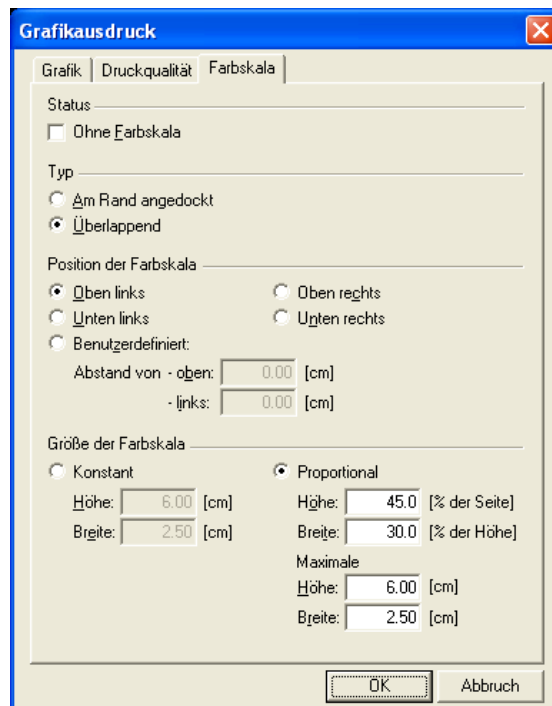 Grafikausdruck
Grafik Druckqualität Farbskala
Status
Ohne Farbskala
Typ
Am Rand angedockt
Überlappend
Position der Farbskala
Oben links Oben rechts
Unten links Unten rechts
Benutzerdefiniert:
Abstand von - oben: 0.00 [cm]
- links: 0.00 [cm]
Größe der Farbskala
Konstant Proportional
Höhe: 6.00 [cm] Höhe: 45.0 [% der Seite]
Breite: 2.50 [cm] Breite: 30.0 [% der Höhe]
Maximale
Höhe: 6.00 [cm]
Breite: 2.50 [cm]
OK Abbruch